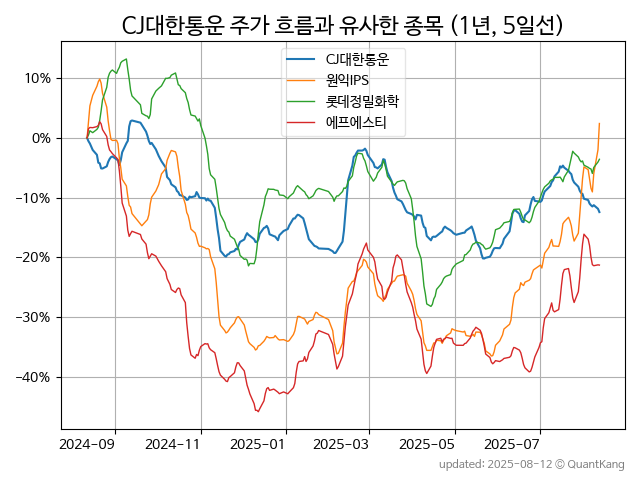 CJ대한통운 주가 흐름과 유사한 종목 (1년, 5일선)
CJ대한통운
원익IPS
롯데정밀화학
에프에스티
10%
0%
−10%
−20%
−30%
−40%
2024−09
2024−11
2025−01
2025−03
2025−05
2025−07
updated: 2025-08-12 © QuantKang